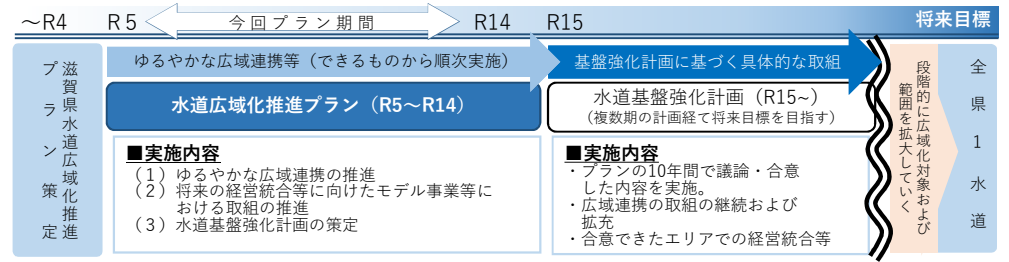 ～R4
R５
今回プラン期間
R14
R15
将来目標
滋賀県水道広域化推進
プラン策定
ゆるやかな広域連携等（できるものから順次実施）
基盤強化計画に基づく具体的な取組
水道広域化推進プラン（R5～R14）
水道基盤強化計画（R15~）
（複数期の計画経て将来目標を目指す）
■実施内容
（１）ゆるやかな広域連携の推進
（２）将来の経営統合等に向けたモデル事業等に
おける取組の推進
（３）水道基盤強化計画の策定
■実施内容
・プランの10年間で議論・合意
した内容を実施。
・広域連携の取組の継続および
拡充
・合意できたエリアでの経営統合等
段階的に広域化対象および
範囲を拡大していく
全県１水道